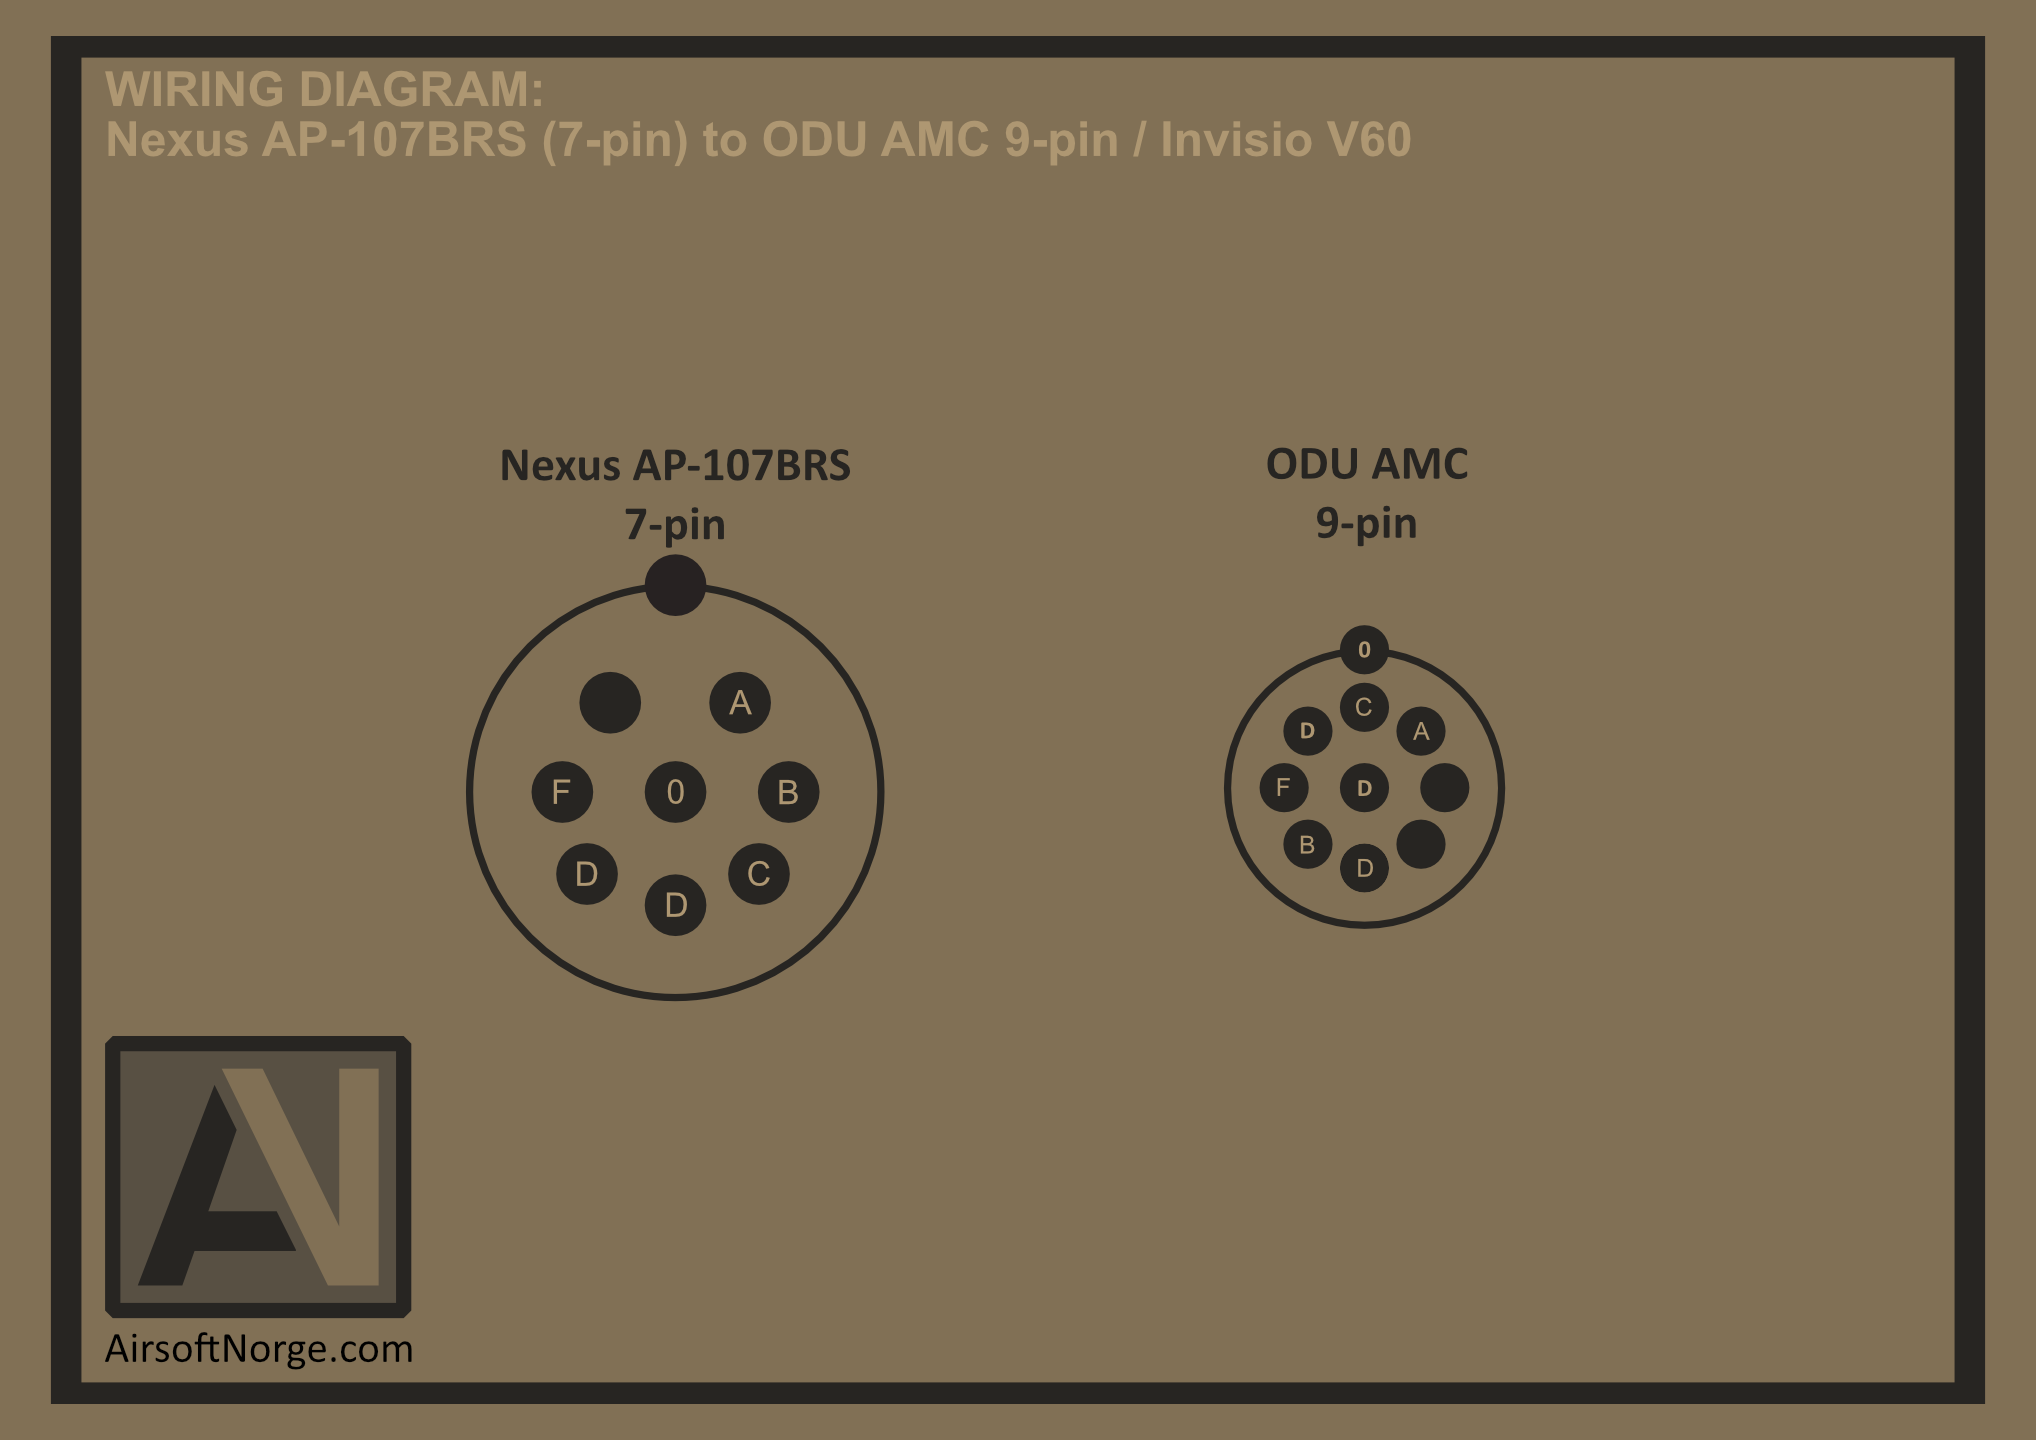 WIRING DIAGRAM:
Nexus AP-107BRS (7-pin) to ODU AMC 9-pin / Invisio V60
Nexus AP-107BRS
7-pin
A
F 0 B
D C
D
ODU AMC
9-pin
0
C
D A
F D
B
D
AN
AirsoftNorge.com